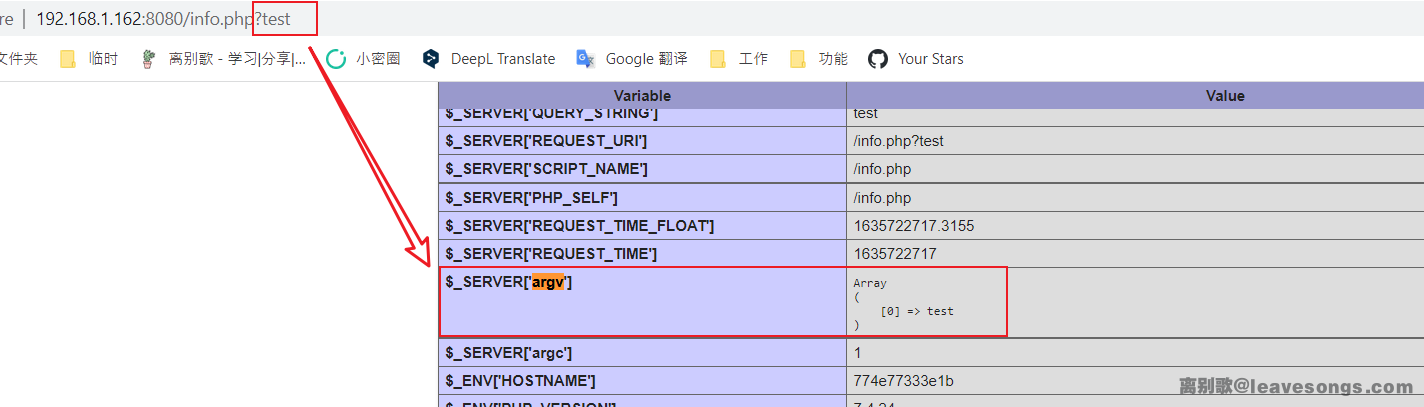 re 192.168.1.162:8080/info.php?test
文件夹 临时 离别歌 - 学习|分享|... 小密圈 DeepL Translate Google 翻译 工作 功能 Your Stars
Variable Value
$_SERVER['QUERY_STRING'] test
$_SERVER['REQUEST_URI'] /info.php?test
$_SERVER['SCRIPT_NAME'] /info.php
$_SERVER['PHP_SELF'] /info.php
$_SERVER['REQUEST_TIME_FLOAT'] 1635722717.3155
$_SERVER['REQUEST_TIME'] 1635722717
$_SERVER['argv'] Array
(
[0] => test
)
$_SERVER['argc'] 1
$_ENV['HOSTNAME'] 774e77333e1b
$_ENV['PHP_VERSION'] 7.4.24
离别歌@leavesongs.com